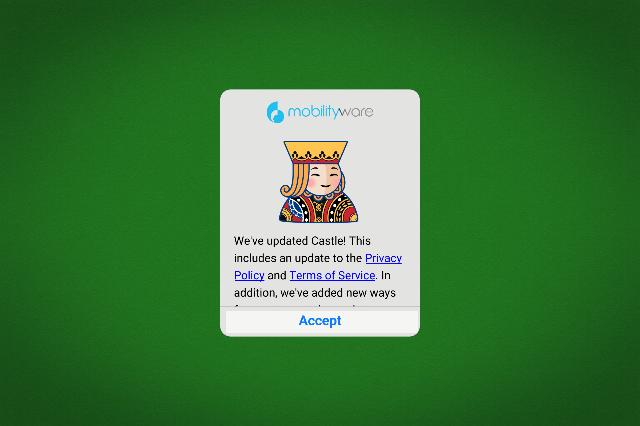 mobilityware
We've updated Castle! This
includes an update to the Privacy
Policy and Terms of Service. In
addition, we've added new ways
Accept